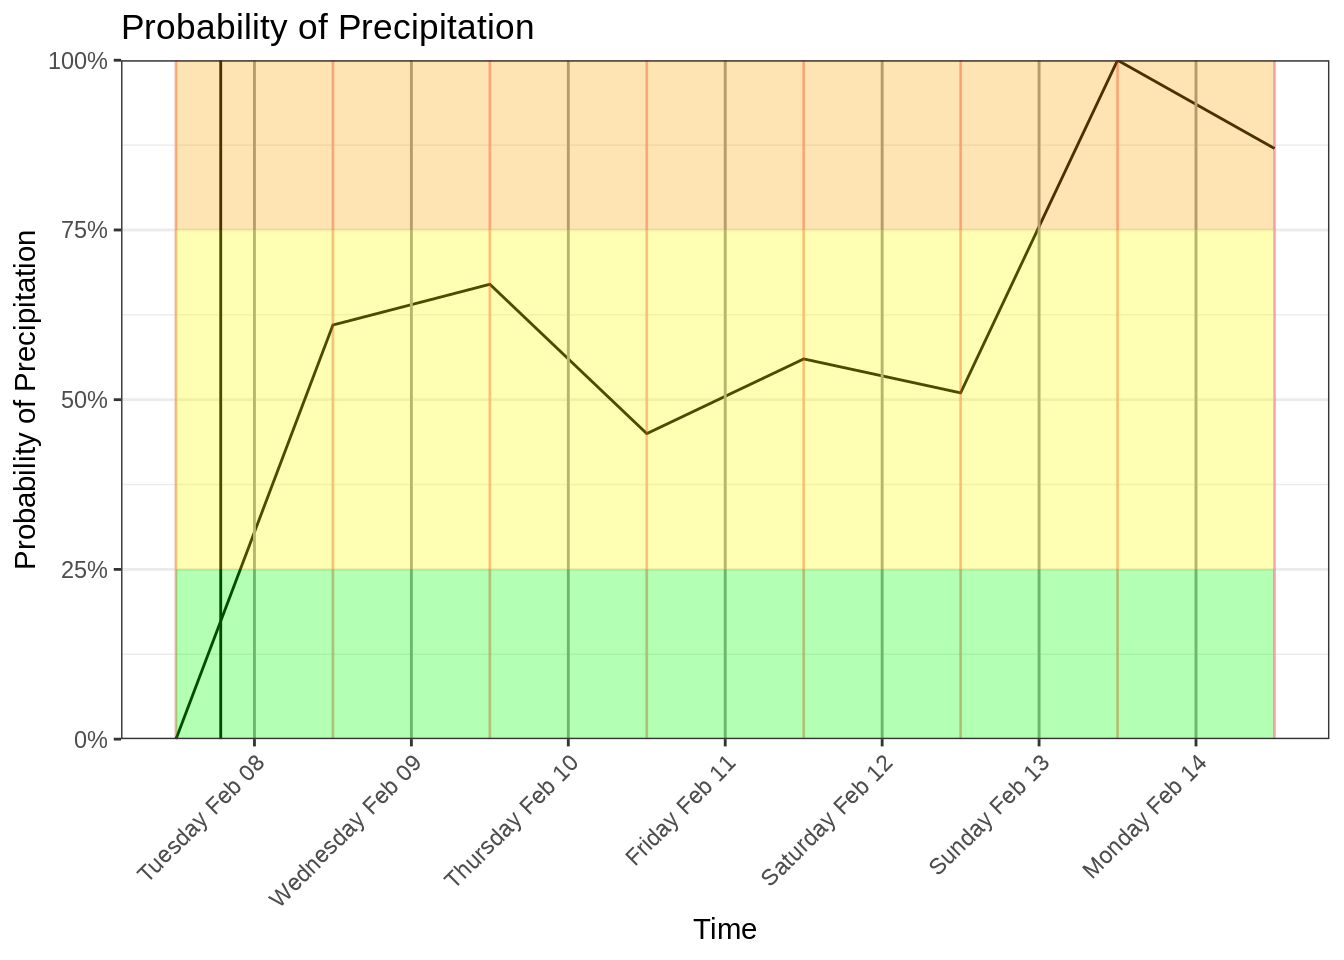 Probability of Precipitation
100%
75%
50%
25%
0%
Probability of Precipitation
Tuesday Feb 08
Wednesday Feb 09
Thursday Feb 10
Friday Feb 11
Saturday Feb 12
Sunday Feb 13
Monday Feb 14
Time